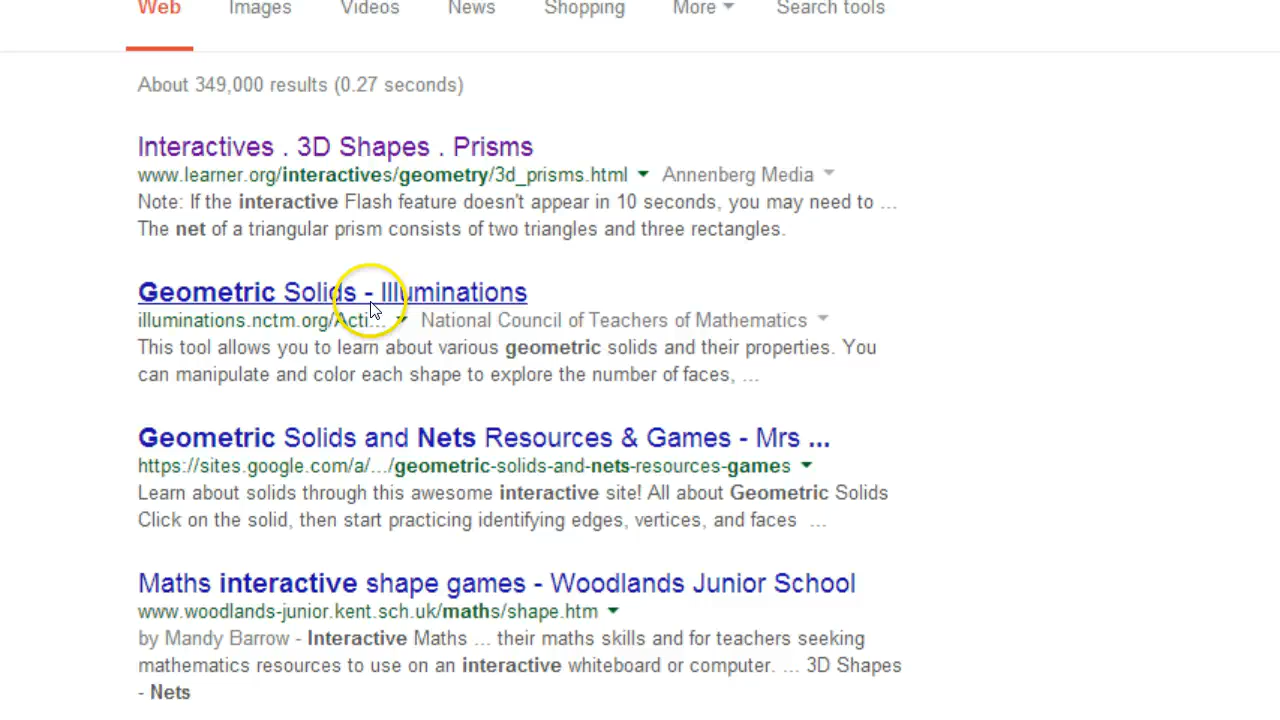 Web Images Videos News Shopping More Search tools
About 349,000 results (0.27 seconds)
Interactives . 3D Shapes . Prisms
www.learner.org/interactives/geometry/3d_prisms.html Annenberg Media
Note: If the interactive Flash feature doesn't appear in 10 seconds, you may need to ...
The net of a triangular prism consists of two triangles and three rectangles.
Geometric Solids - Illuminations
illuminations.nctm.org/Acti... National Council of Teachers of Mathematics
This tool allows you to learn about various geometric solids and their properties. You
can manipulate and color each shape to explore the number of faces, ...
Geometric Solids and Nets Resources & Games - Mrs ...
https://sites.google.com/a/.../geometric-solids-and-nets-resources-games
Learn about solids through this awesome interactive site! All about Geometric Solids
Click on the solid, then start practicing identifying edges, vertices, and faces ...
Maths interactive shape games - Woodlands Junior School
www.woodlands-junior.kent.sch.uk/maths/shape.htm
by Mandy Barrow - Interactive Maths ... their maths skills and for teachers seeking
mathematics resources to use on an interactive whiteboard or computer. ... 3D Shapes
- Nets